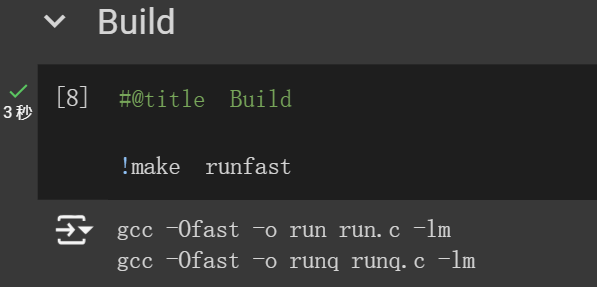 Build
[8] #@title  Build
3 秒
!make  runfast
gcc -Ofast -o run run.c -lm
gcc -Ofast -o runq runq.c -lm